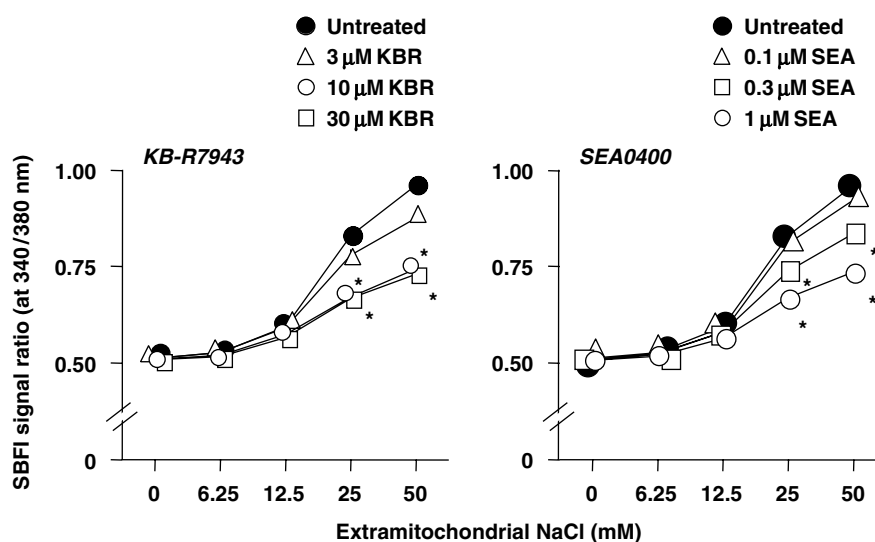 Untreated
3 µM KBR
10 µM KBR
30 µM KBR
Untreated
0.1 µM SEA
0.3 µM SEA
1 µM SEA
SBFI signal ratio (at 340/380 nm)
KB-R7943
1.00
0.75
0.50
0
* * * *
0 6.25 12.5 25 50
SEA0400
1.00
0.75
0.50
0
* * * *
0 6.25 12.5 25 50
Extramitochondrial NaCl (mM)